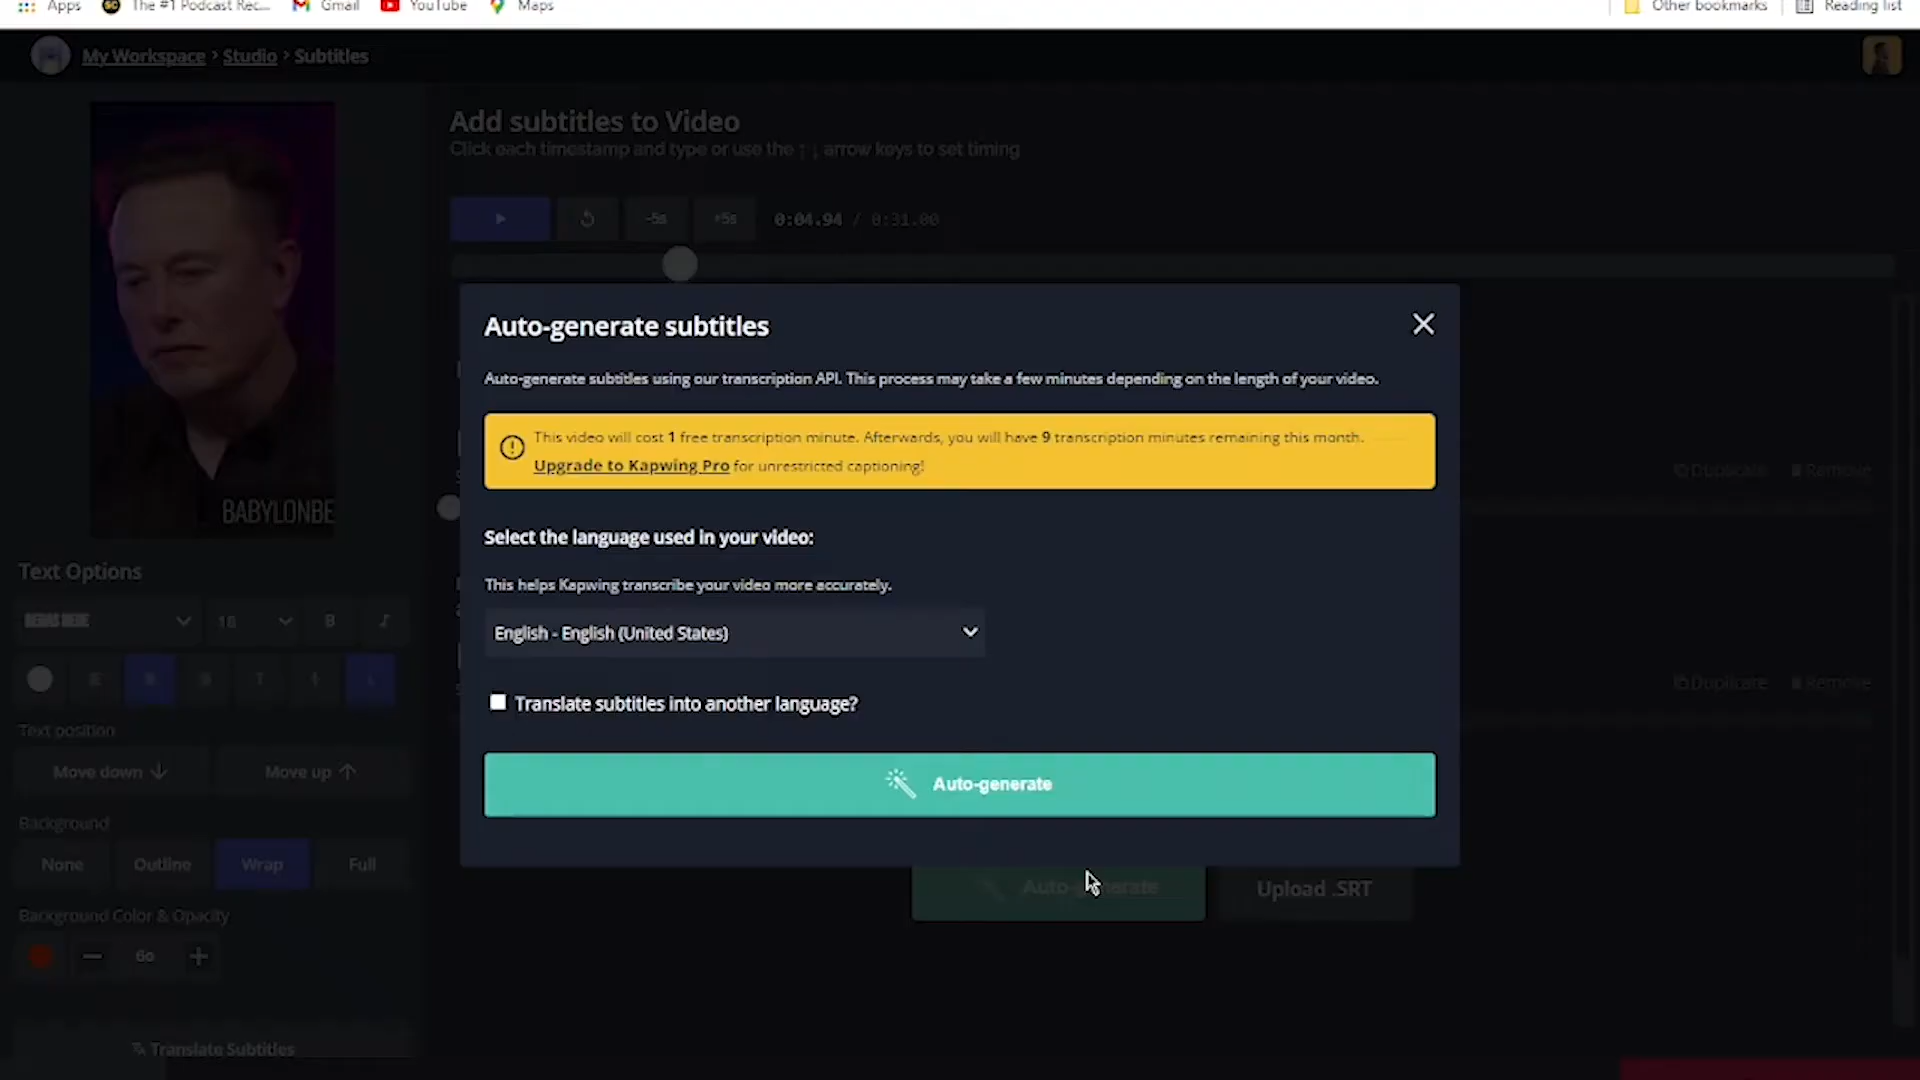 Apps The #1 Podcast Rec... Gmail YouTube Maps Other bookmarks Reading list
My Workspace > Studio > Subtitles
Add subtitles to Video
Click each timestamp and type or use the ↑ ↓ arrow keys to set timing
-5s +5s 0:04.94 / 0:31.00
BABYLONBE
Auto-generate subtitles
Auto-generate subtitles using our transcription API. This process may take a few minutes depending on the length of your video.
This video will cost 1 free transcription minute. Afterwards, you will have 9 transcription minutes remaining this month.
Upgrade to Kapwing Pro for unrestricted captioning!
Select the language used in your video:
This helps Kapwing transcribe your video more accurately.
English - English (United States)
Translate subtitles into another language?
Auto-generate
Duplicate Remove
Duplicate Remove
Text Options
BEBAS NEUE 18 B I
Text position
Move down ↓ Move up ↑
Background
None Outline Wrap Full
Background Color & Opacity
60
Translate Subtitles
Auto-generate Upload .SRT